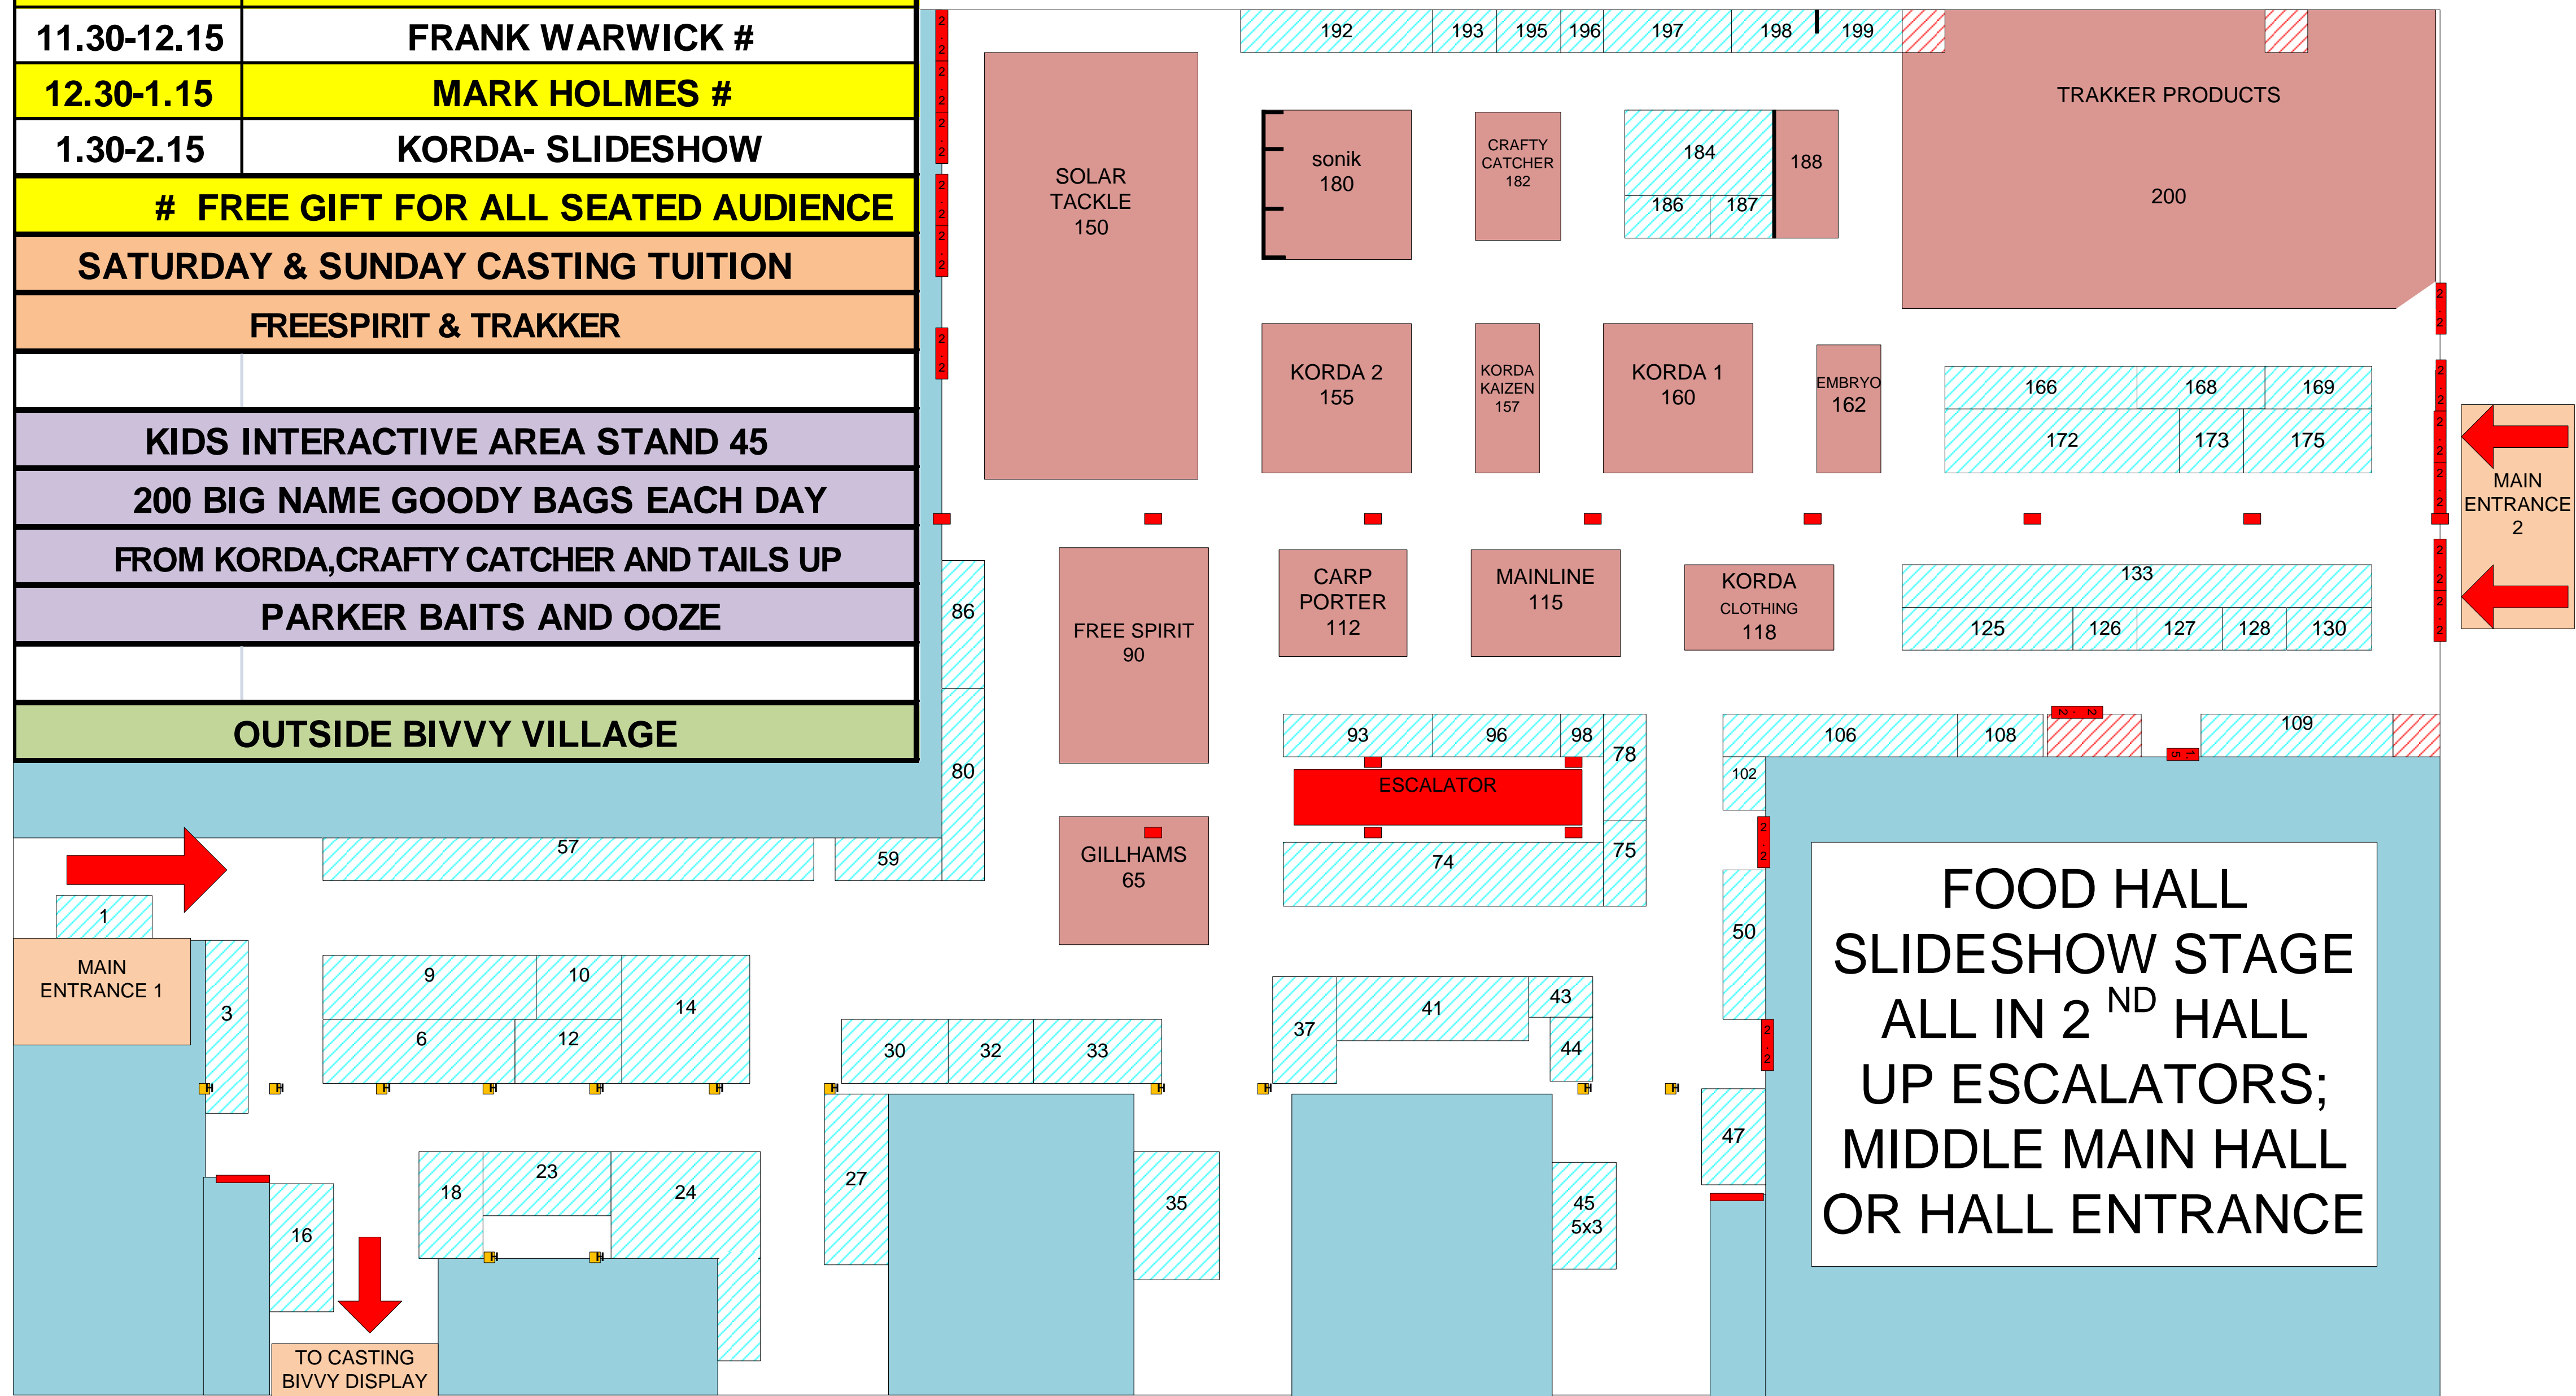 11.30-12.15 FRANK WARWICK #
12.30-1.15 MARK HOLMES #
1.30-2.15 KORDA- SLIDESHOW
# FREE GIFT FOR ALL SEATED AUDIENCE
SATURDAY & SUNDAY CASTING TUITION
FREESPIRIT & TRAKKER
KIDS INTERACTIVE AREA STAND 45
200 BIG NAME GOODY BAGS EACH DAY
FROM KORDA,CRAFTY CATCHER AND TAILS UP
PARKER BAITS AND OOZE
OUTSIDE BIVVY VILLAGE
192 193 195 196 197 198 199
TRAKKER PRODUCTS
200
SOLAR
TACKLE
150
sonik
180
CRAFTY
CATCHER
182
184
186 187
188
KORDA 2
155
KORDA
KAIZEN
157
KORDA 1
160
EMBRYO
162
166 168 169
172 173 175
MAIN
ENTRANCE
2
86
80
FREE SPIRIT
90
CARP
PORTER
112
MAINLINE
115
KORDA
CLOTHING
118
133
125 126 127 128 130
93 96 98
78
ESCALATOR
74
75
106 108
109
102
50
47
57
59
GILLHAMS
65
1
MAIN
ENTRANCE 1
3
9 10
14
6 12
30 32 33
37
41
43
44
16
18
23
24
27
35
45
5x3
TO CASTING
BIVVY DISPLAY
FOOD HALL
SLIDESHOW STAGE
ALL IN 2 ND HALL
UP ESCALATORS;
MIDDLE MAIN HALL
OR HALL ENTRANCE